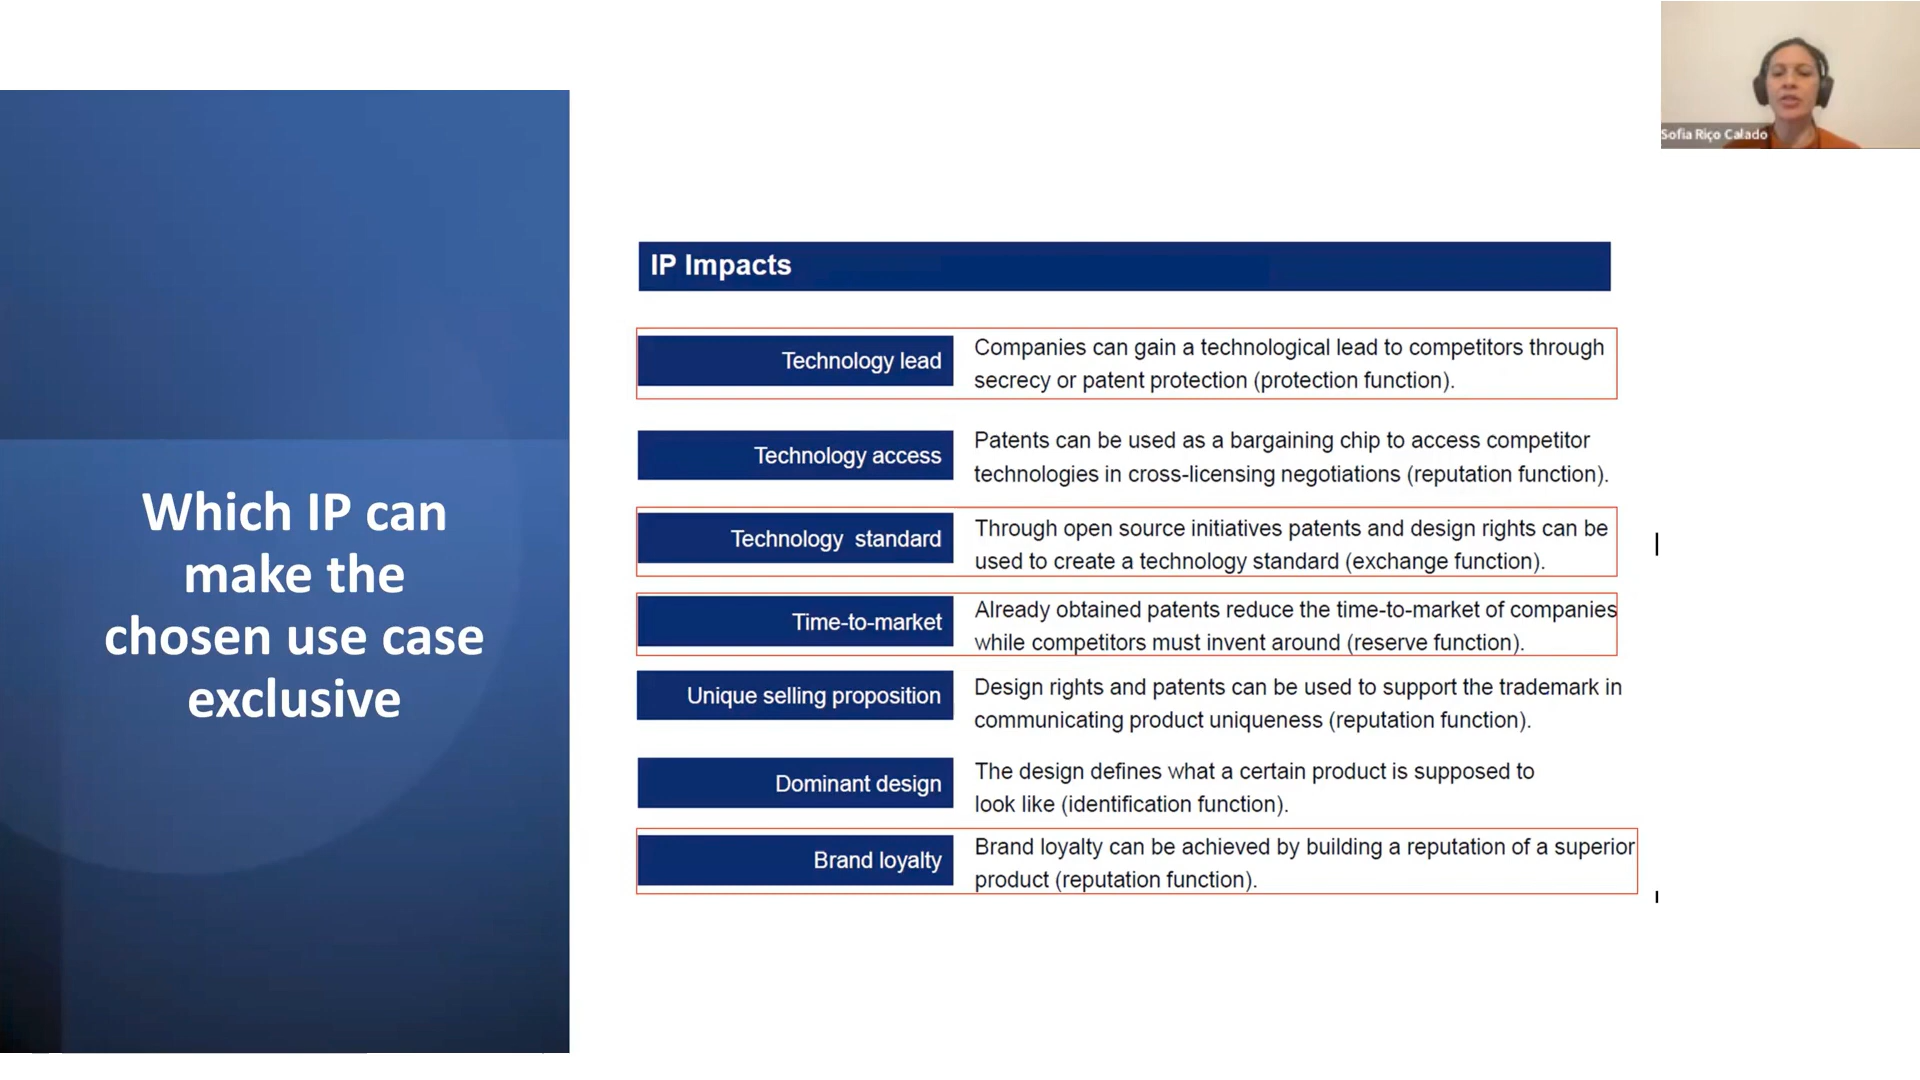 Sofia Riço Calado
Which IP can
make the
chosen use case
exclusive
IP Impacts
Technology lead
Companies can gain a technological lead to competitors through
secrecy or patent protection (protection function).
Technology access
Patents can be used as a bargaining chip to access competitor
technologies in cross-licensing negotiations (reputation function).
Technology standard
Through open source initiatives patents and design rights can be
used to create a technology standard (exchange function).
Time-to-market
Already obtained patents reduce the time-to-market of companies
while competitors must invent around (reserve function).
Unique selling proposition
Design rights and patents can be used to support the trademark in
communicating product uniqueness (reputation function).
Dominant design
The design defines what a certain product is supposed to
look like (identification function).
Brand loyalty
Brand loyalty can be achieved by building a reputation of a superior
product (reputation function).